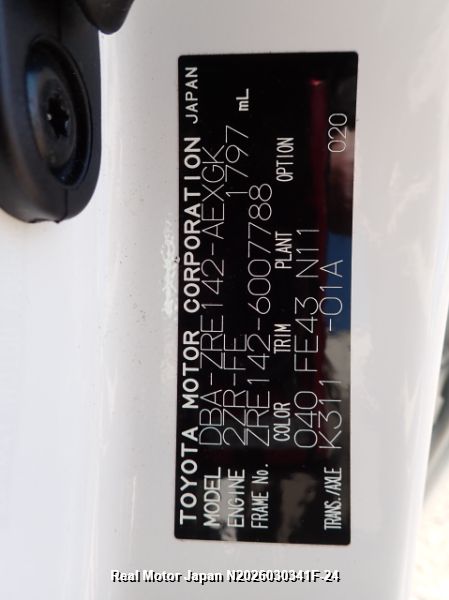 TOYOTA MOTOR CORPORATION JAPAN
MODEL DBA-ZRE142-AEXGK
ENGINE 2ZR-FE 1797 mL
FRAME No. ZRE142-6007788
COLOR TRIM PLANT OPTION
040 FE43 N11 020
TRANS./AXLE K311 -01A
Real Motor Japan N2026030341F-24